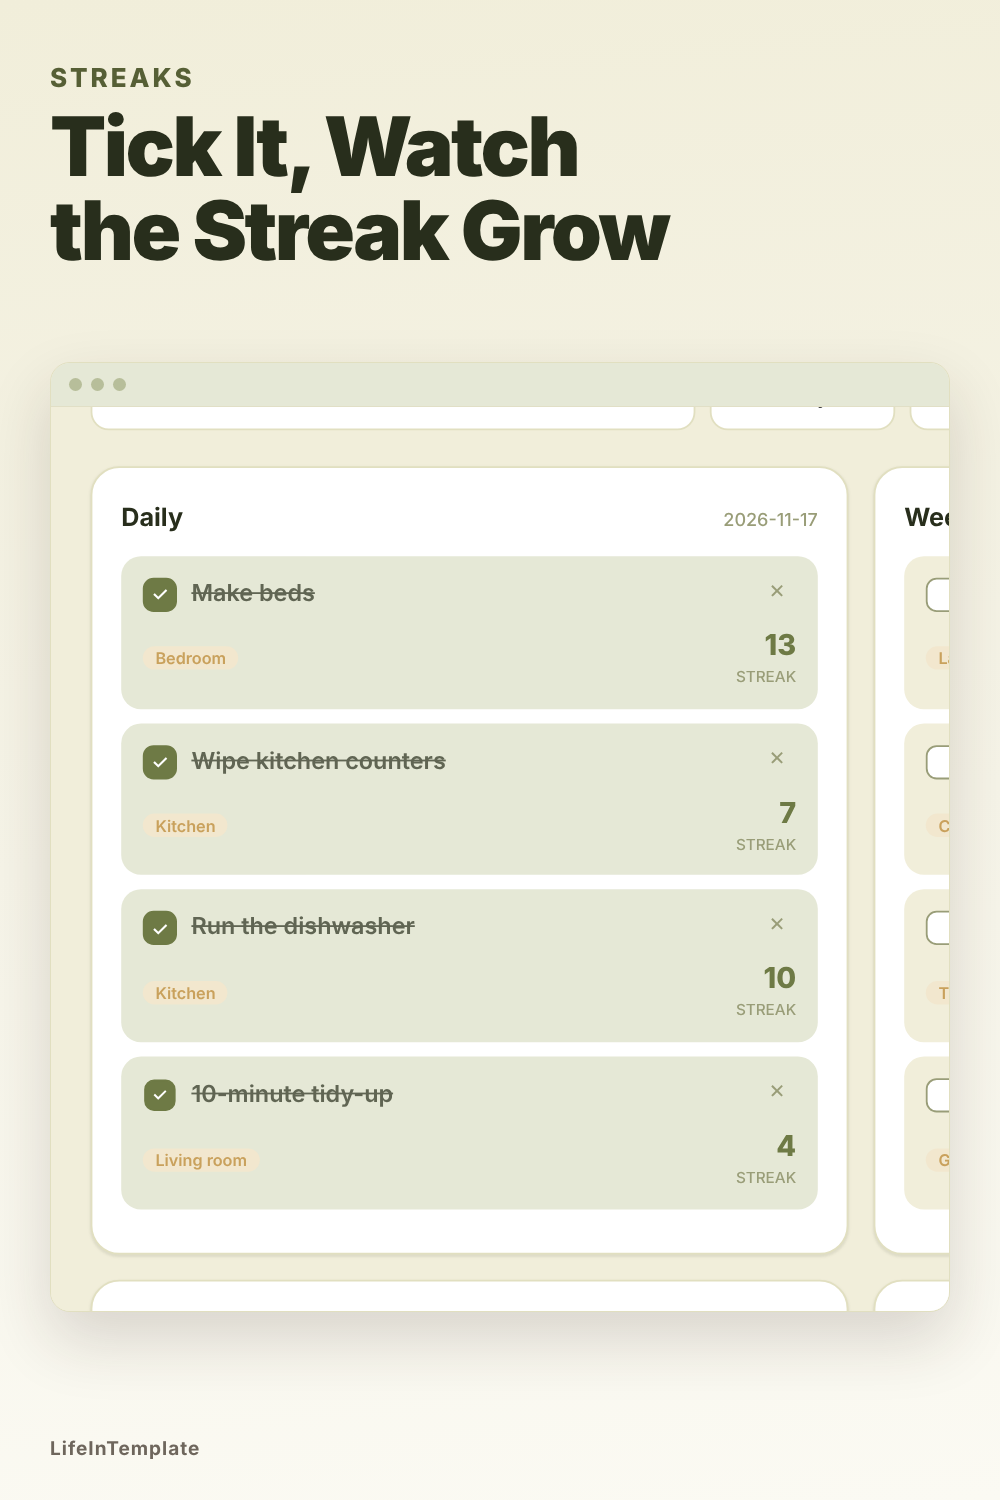 STREAKS
Tick It, Watch
the Streak Grow
Daily
2026-11-17
Make beds
Bedroom
13
STREAK
Wipe kitchen counters
Kitchen
7
STREAK
Run the dishwasher
Kitchen
10
STREAK
10-minute tidy-up
Living room
4
STREAK
LifeInTemplate